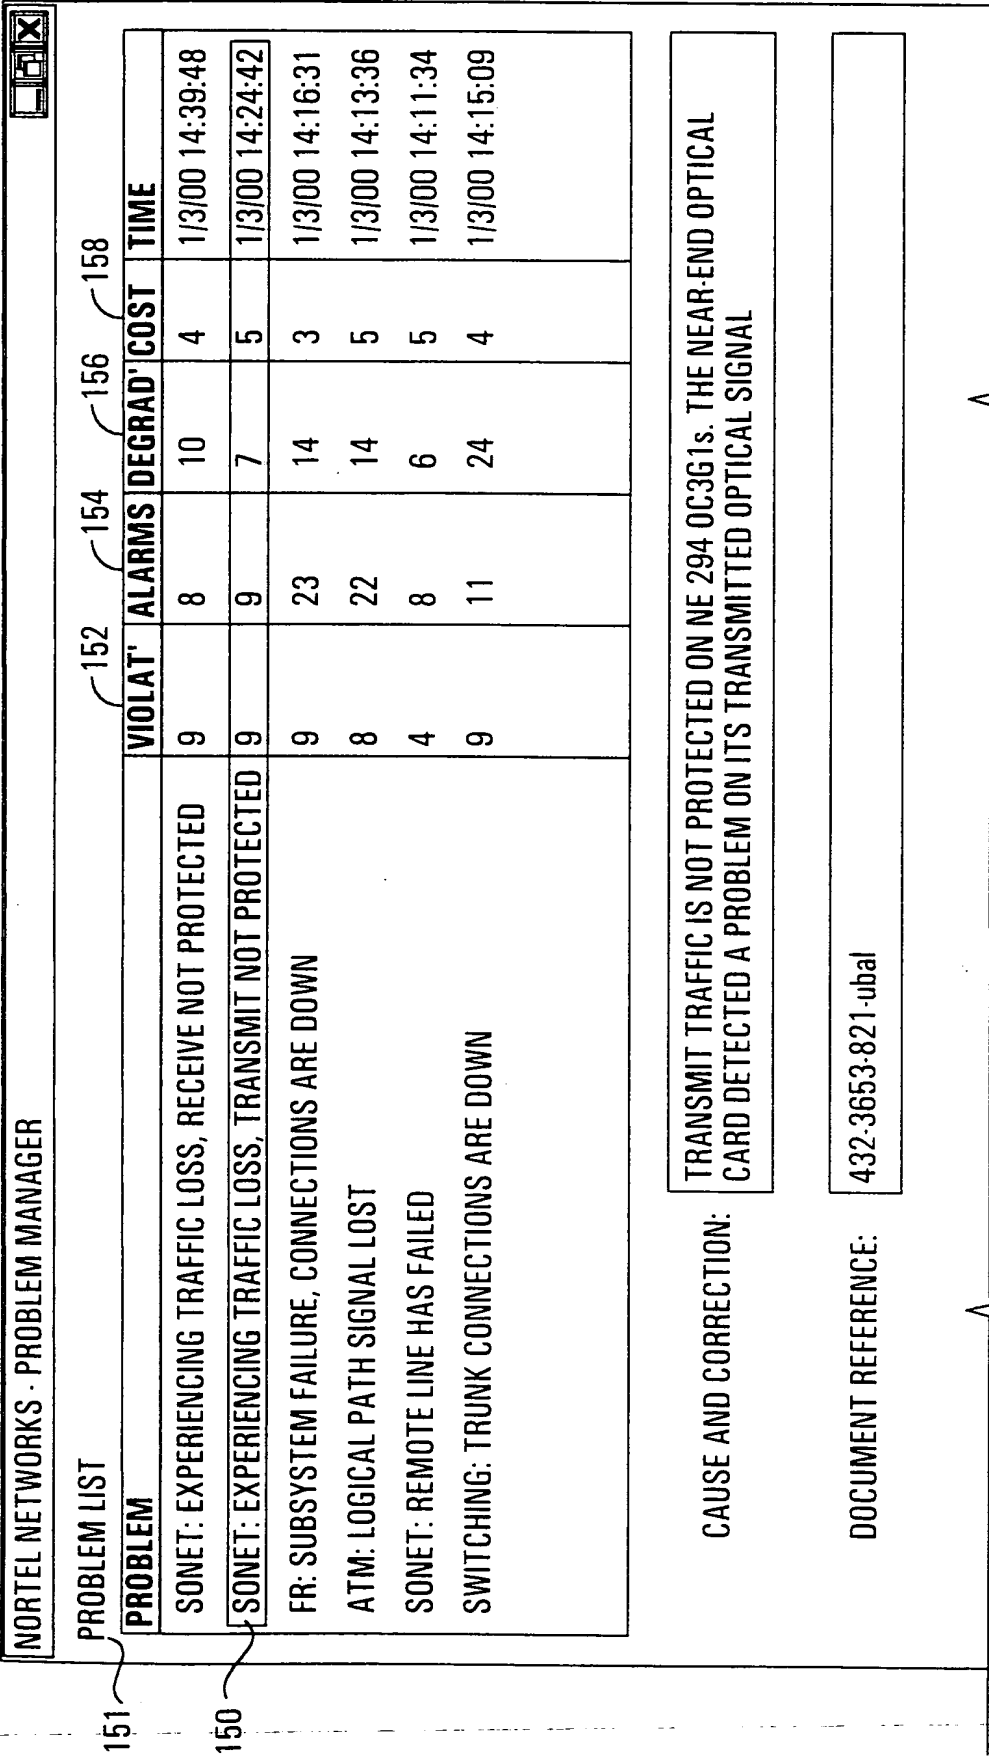 NORTEL NETWORKS - PROBLEM MANAGER
151
PROBLEM LIST
152 154 156 158
PROBLEM VIOLAT' ALARMS DEGRAD' COST TIME
SONET: EXPERIENCING TRAFFIC LOSS, RECEIVE NOT PROTECTED 9 8 10 4 1/3/00 14:39:48
150
SONET: EXPERIENCING TRAFFIC LOSS, TRANSMIT NOT PROTECTED 9 9 7 5 1/3/00 14:24:42
FR: SUBSYSTEM FAILURE, CONNECTIONS ARE DOWN 9 23 14 3 1/3/00 14:16:31
ATM: LOGICAL PATH SIGNAL LOST 8 22 14 5 1/3/00 14:13:36
SONET: REMOTE LINE HAS FAILED 4 8 6 5 1/3/00 14:11:34
SWITCHING: TRUNK CONNECTIONS ARE DOWN 9 11 24 4 1/3/00 14:15:09
CAUSE AND CORRECTION: TRANSMIT TRAFFIC IS NOT PROTECTED ON NE 294 OC3G1s. THE NEAR-END OPTICAL
CARD DETECTED A PROBLEM ON ITS TRANSMITTED OPTICAL SIGNAL
DOCUMENT REFERENCE: 432-3653-821-ubal